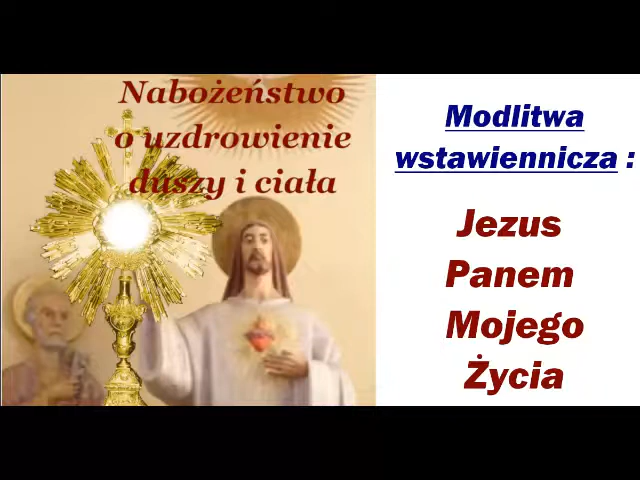 Nabożeństwo
o uzdrowienie
duszy i ciała
Modlitwa
wstawiennicza :
Jezus
Panem
Mojego
Życia